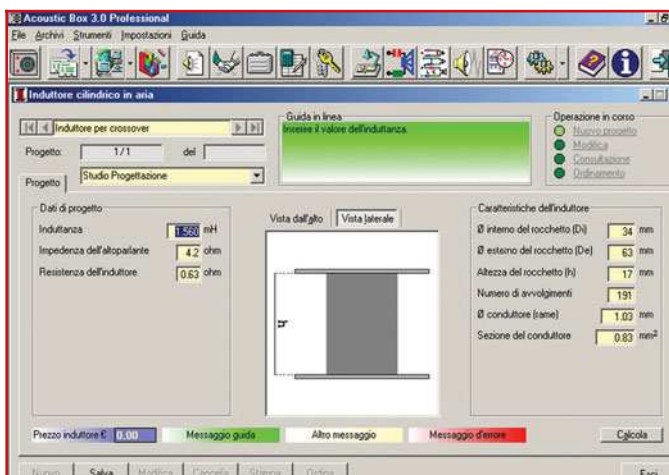 Acoustic Box 3.0 Professional
File Archivi Strumenti Impostazioni Guida
Induttore cilindrico in aria
Induttore per crossover
Progetto: 1/1 del
Studio Progettazione
Progetto
Guida in linea
Inserire il valore dell'induttanza.
Operazione in corso
Nuovo progetto
Modifica
Consultazione
Ordinamento
Dati di progetto
Induttanza 1.560 mH
Impedenza dell'altoparlante 4.2 ohm
Resistenza dell'induttore 0.63 ohm
Vista dall'alto Vista laterale
h
Caratteristiche dell'induttore
Ø interno del rocchetto (Di) 34 mm
Ø esterno del rocchetto (De) 63 mm
Altezza del rocchetto (h) 17 mm
Numero di avvolgimenti 191
Ø conduttore (rame) 1.03 mm
Sezione del conduttore 0.83 mm²
Prezzo induttore € 0,00 Messaggio guida Altro messaggio Messaggio d'errore Calcola
Nuovo Salva Modifica Cancella Stampa Ordina Esci